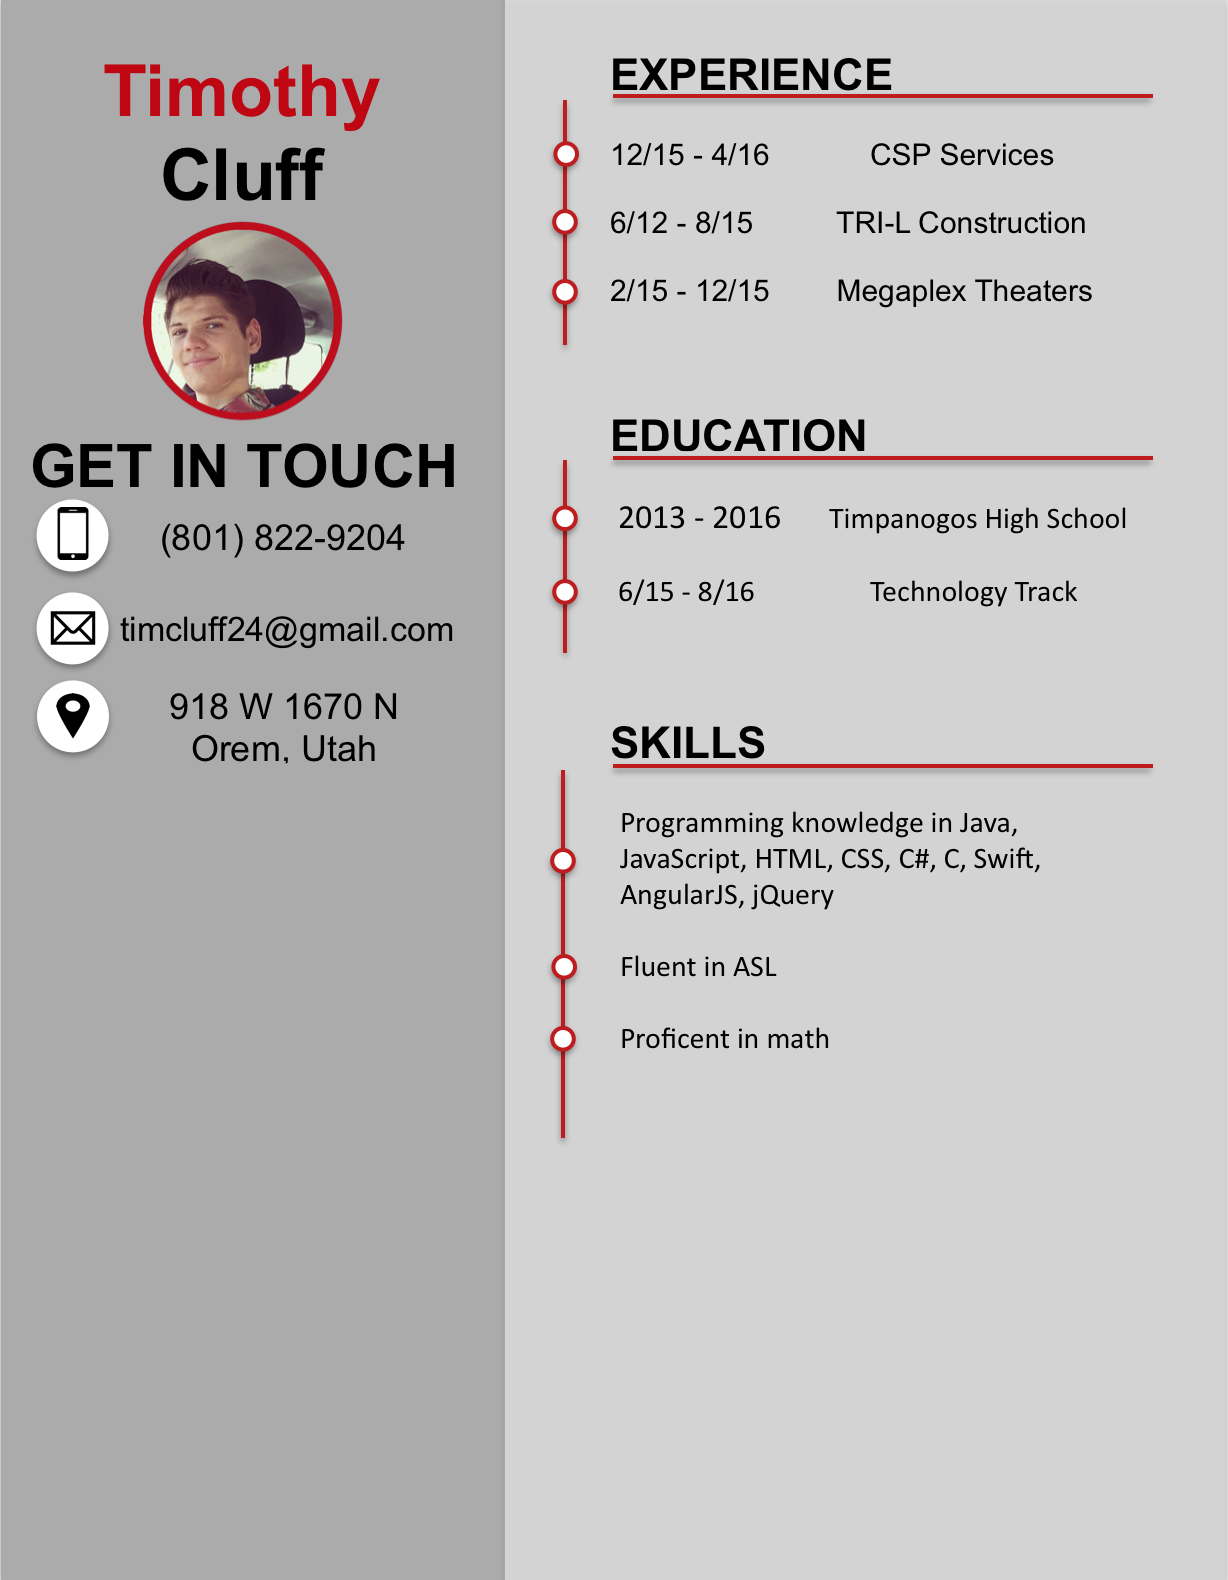 Timothy
Cluff
GET IN TOUCH
(801) 822-9204
timcluff24@gmail.com
918 W 1670 N
Orem, Utah
EXPERIENCE
12/15 - 4/16 CSP Services
6/12 - 8/15 TRI-L Construction
2/15 - 12/15 Megaplex Theaters
EDUCATION
2013 - 2016 Timpanogos High School
6/15 - 8/16 Technology Track
SKILLS
Programming knowledge in Java,
JavaScript, HTML, CSS, C#, C, Swift,
AngularJS, jQuery
Fluent in ASL
Proficent in math